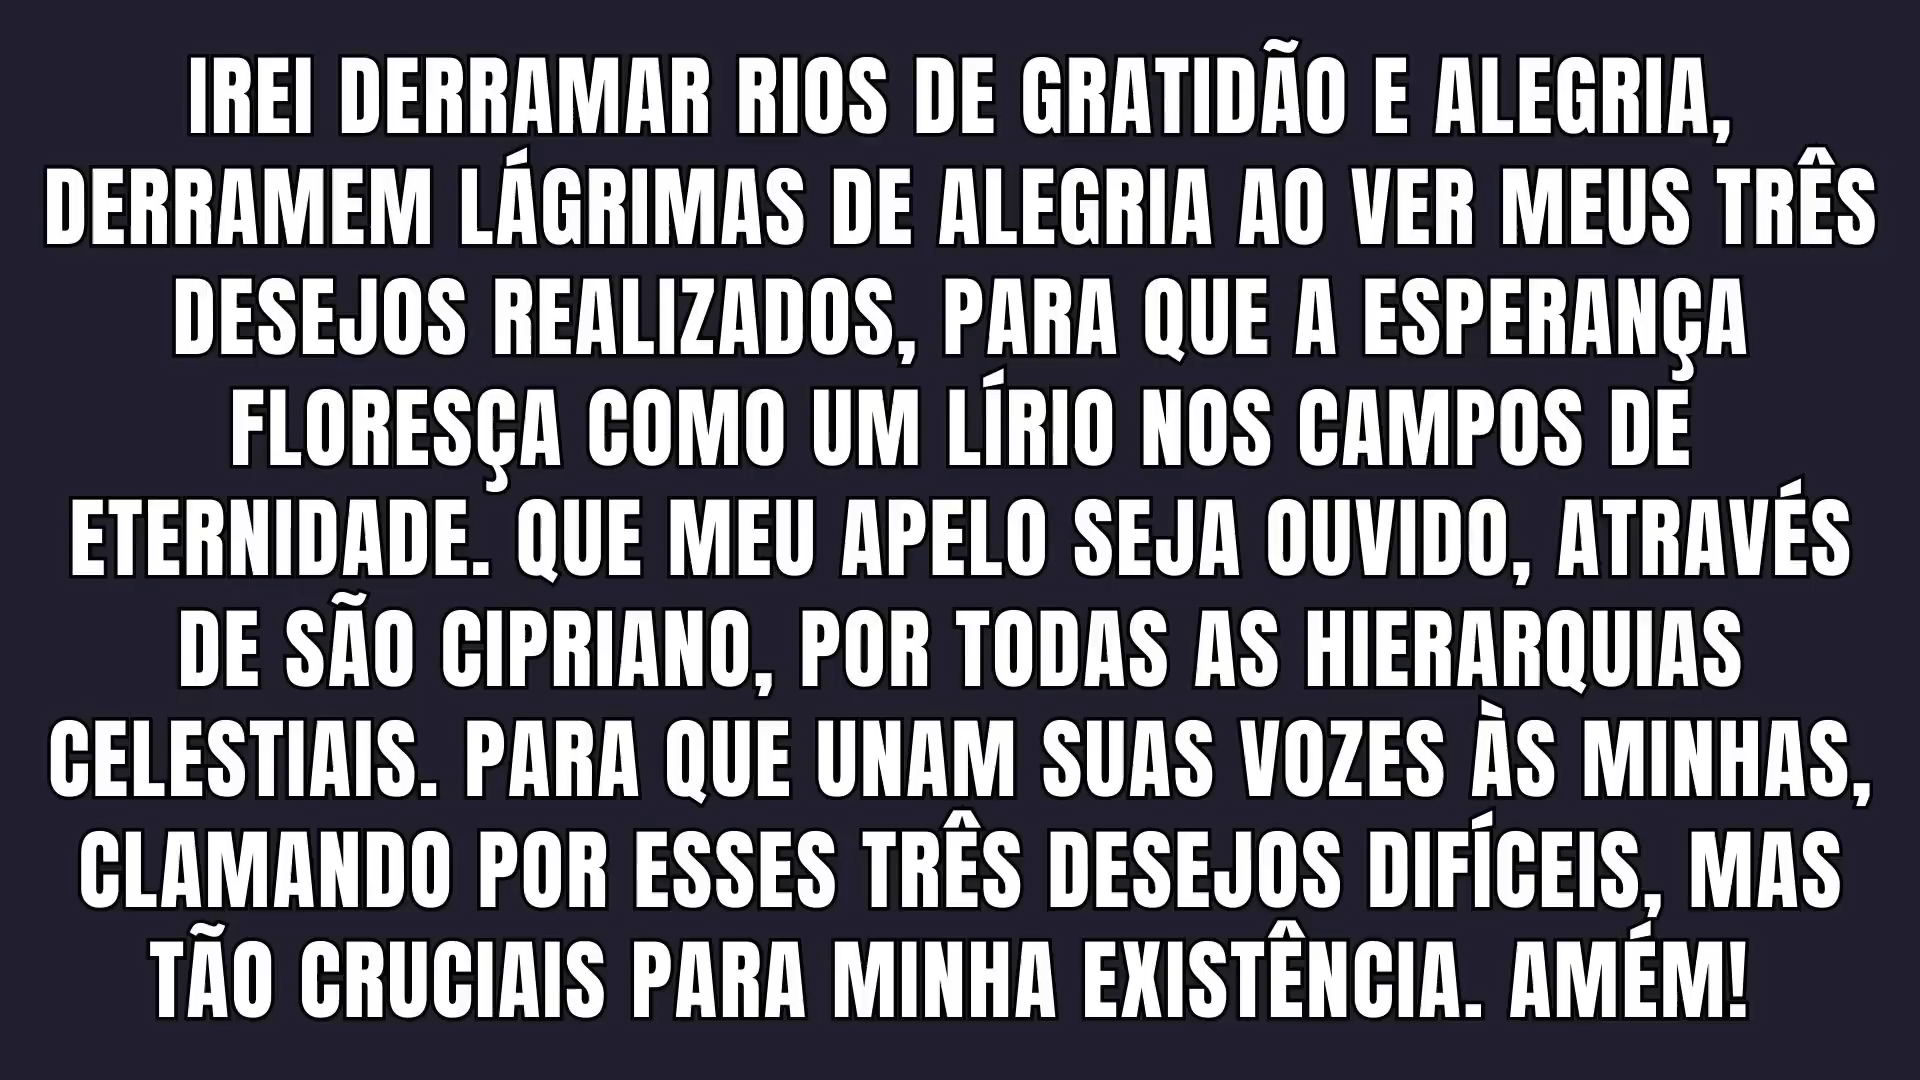 IREI DERRAMAR RIOS DE GRATIDÃO E ALEGRIA,
DERRAMEM LÁGRIMAS DE ALEGRIA AO VER MEUS TRÊS
DESEJOS REALIZADOS, PARA QUE A ESPERANÇA
FLORESÇA COMO UM LÍRIO NOS CAMPOS DE
ETERNIDADE. QUE MEU APELO SEJA OUVIDO, ATRAVÉS
DE SÃO CIPRIANO, POR TODAS AS HIERARQUIAS
CELESTIAIS. PARA QUE UNAM SUAS VOZES ÀS MINHAS,
CLAMANDO POR ESSES TRÊS DESEJOS DIFÍCEIS, MAS
TÃO CRUCIAIS PARA MINHA EXISTÊNCIA. AMÉM!